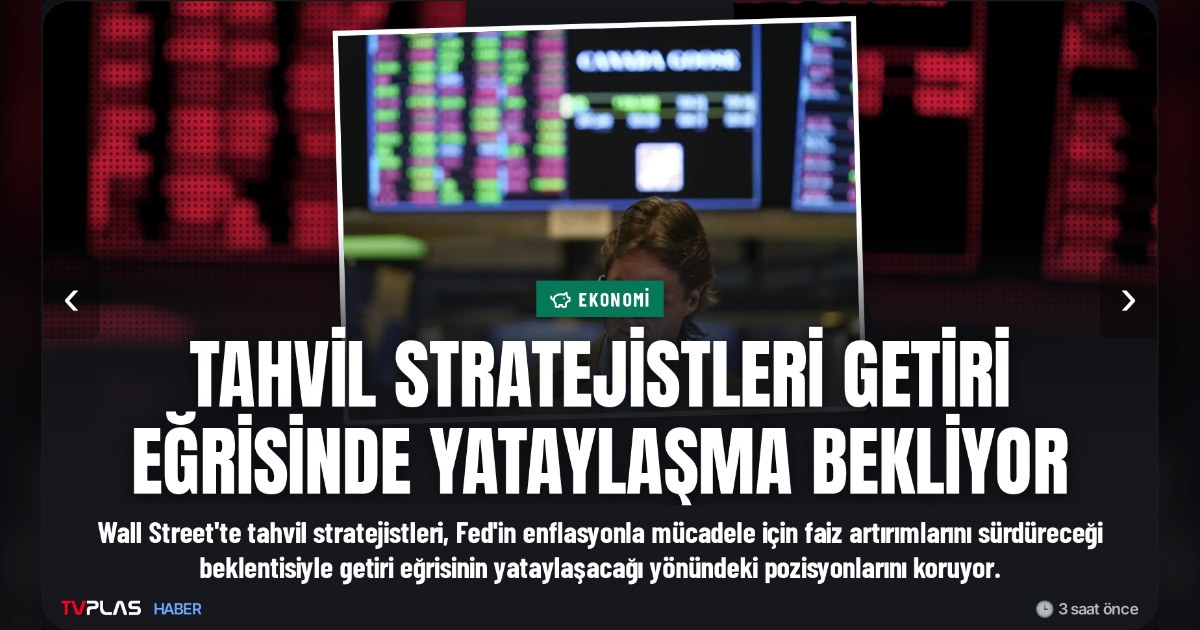 CANADA GOOSE
EKONOMİ
TAHVİL STRATEJİSTLERİ GETİRİ
EĞRİSİNDE YATAYLAŞMA BEKLİYOR
Wall Street'te tahvil stratejistleri, Fed'in enflasyonla mücadele için faiz artırımlarını sürdüreceği
beklentisiyle getiri eğrisinin yataylaşacağı yönündeki pozisyonlarını koruyor.
TVPLAS HABER
3 saat önce